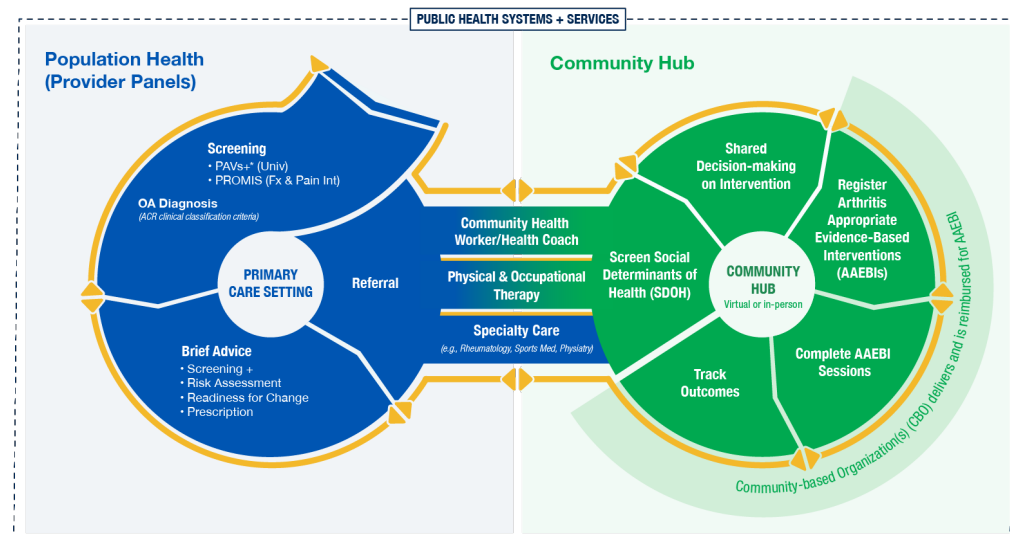 PUBLIC HEALTH SYSTEMS + SERVICES
Population Health
(Provider Panels)
Screening
• PAVs+* (Univ)
• PROMIS (Fx & Pain Int)
OA Diagnosis
(ACR clinical classification criteria)
PRIMARY
CARE SETTING
Referral
Brief Advice
• Screening +
• Risk Assessment
• Readiness for Change
• Prescription
Community Health
Worker/Health Coach
Physical & Occupational
Therapy
Specialty Care
(e.g., Rheumatology, Sports Med, Physiatry)
Community Hub
Shared
Decision-making
on Intervention
Register
Arthritis
Appropriate
Evidence-Based
Interventions
(AAEBIs)
Screen Social
Determinants of
Health (SDOH)
COMMUNITY
HUB
Virtual or in-person
Complete AAEBI
Sessions
Track
Outcomes
Community-based Organization(s) (CBO) delivers and is reimbursed for AAEBI